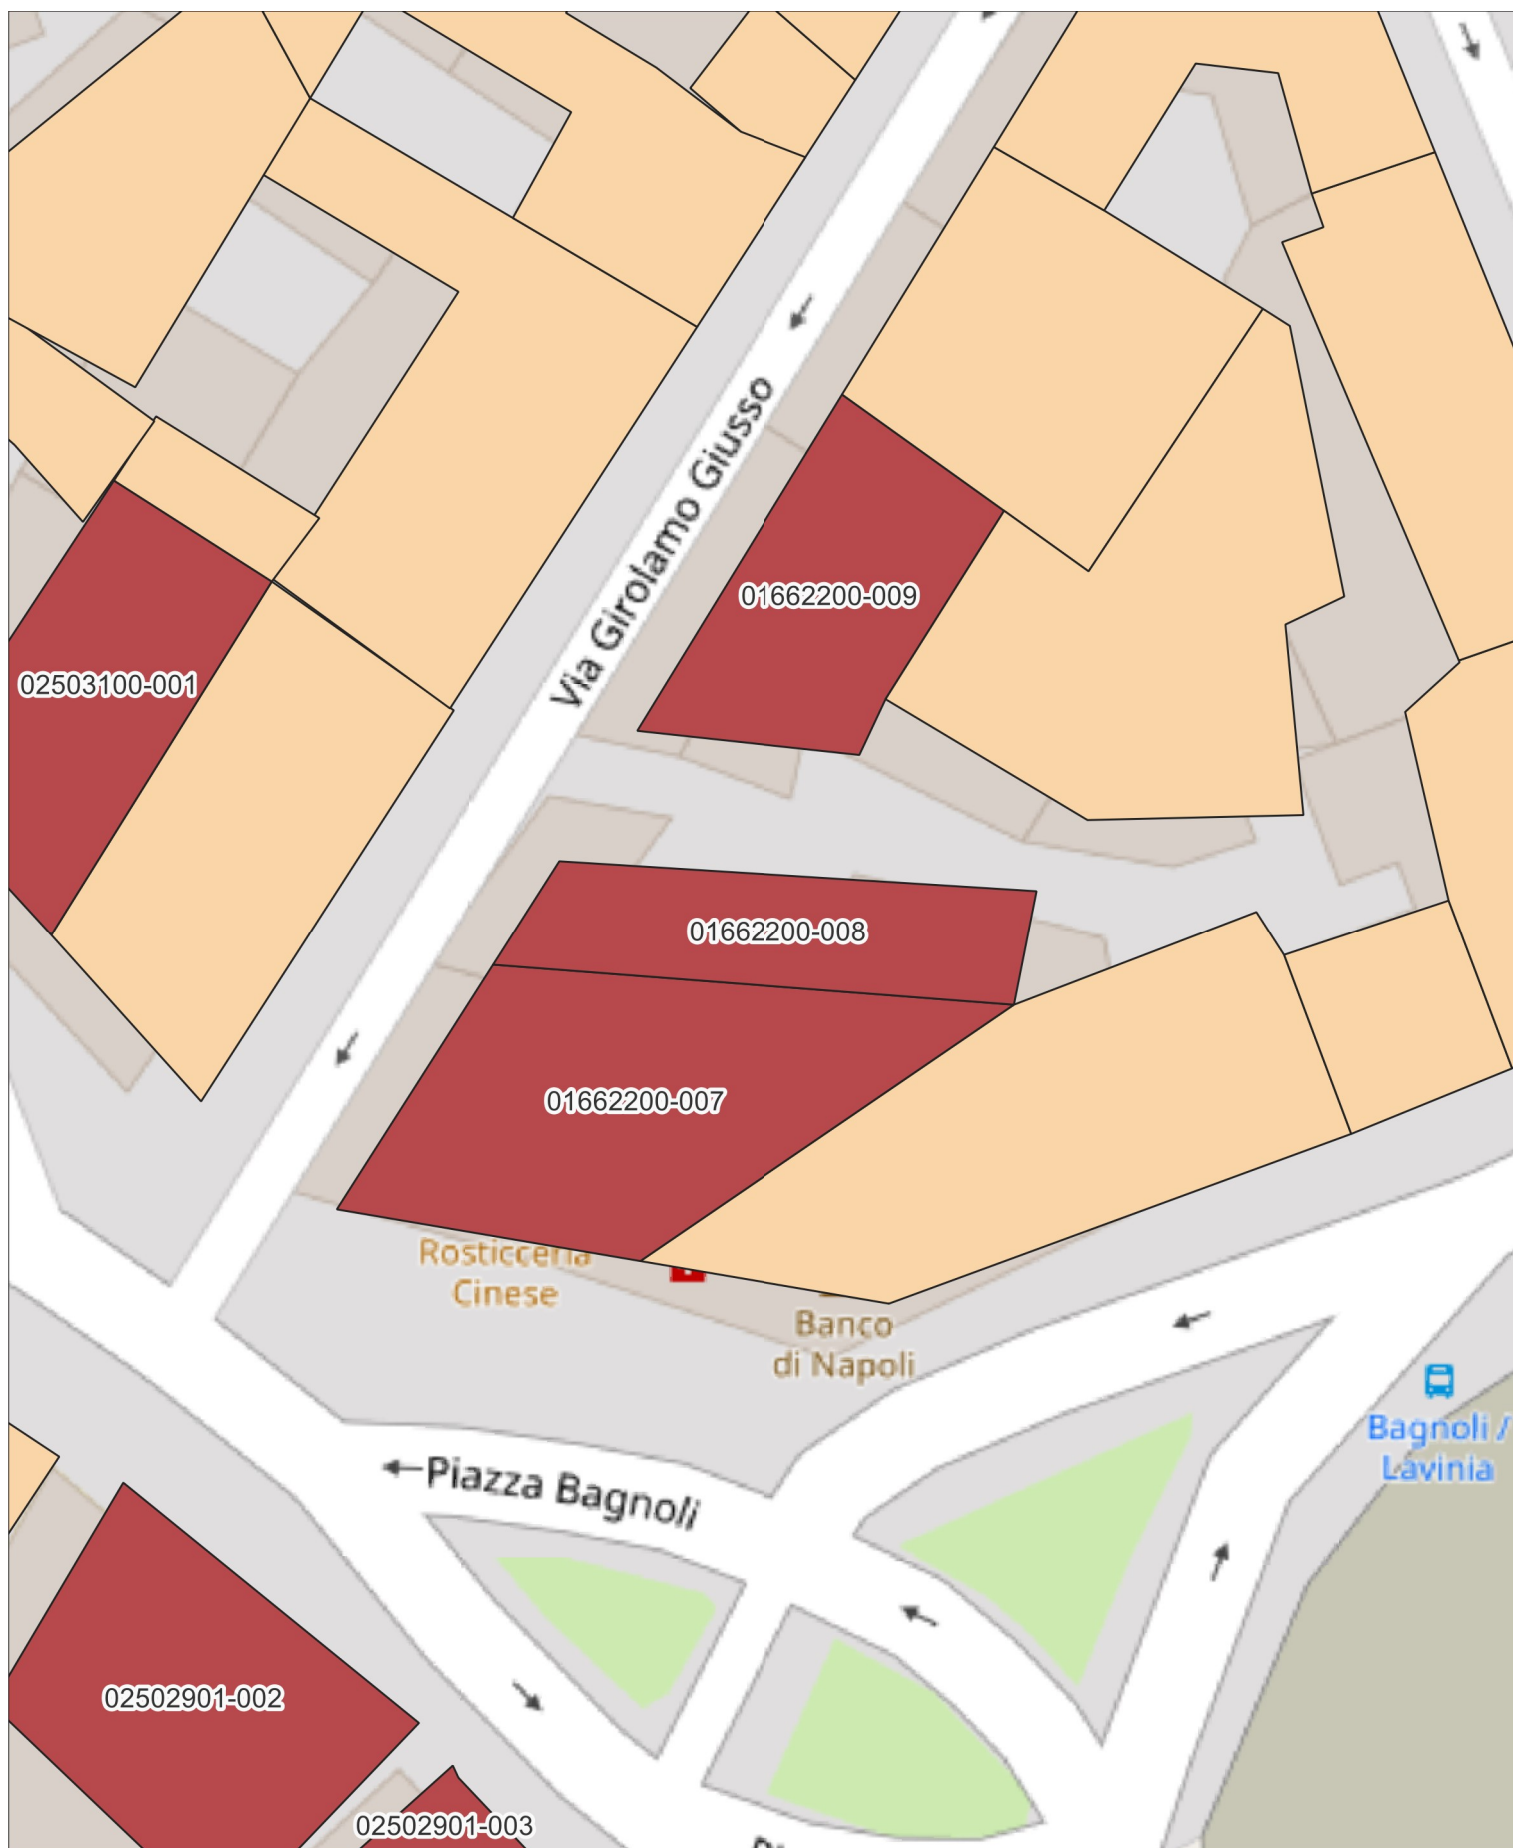 Via Girolamo Giusso
01662200-009
02503100-001
01662200-008
01662200-007
Rosticceria
Cinese
Banco
di Napoli
Bagnoli /
Lavinia
Piazza Bagnoli
02502901-002
02502901-003